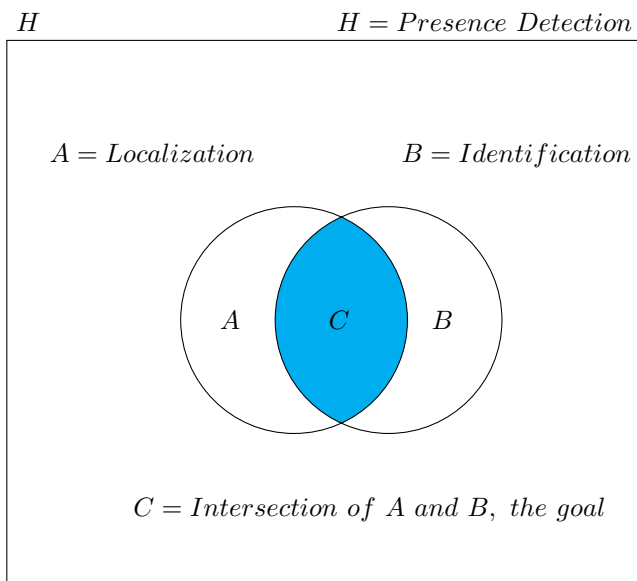 H H = Presence Detection
A = Localization B = Identification
A C B
C = Intersection of A and B, the goal